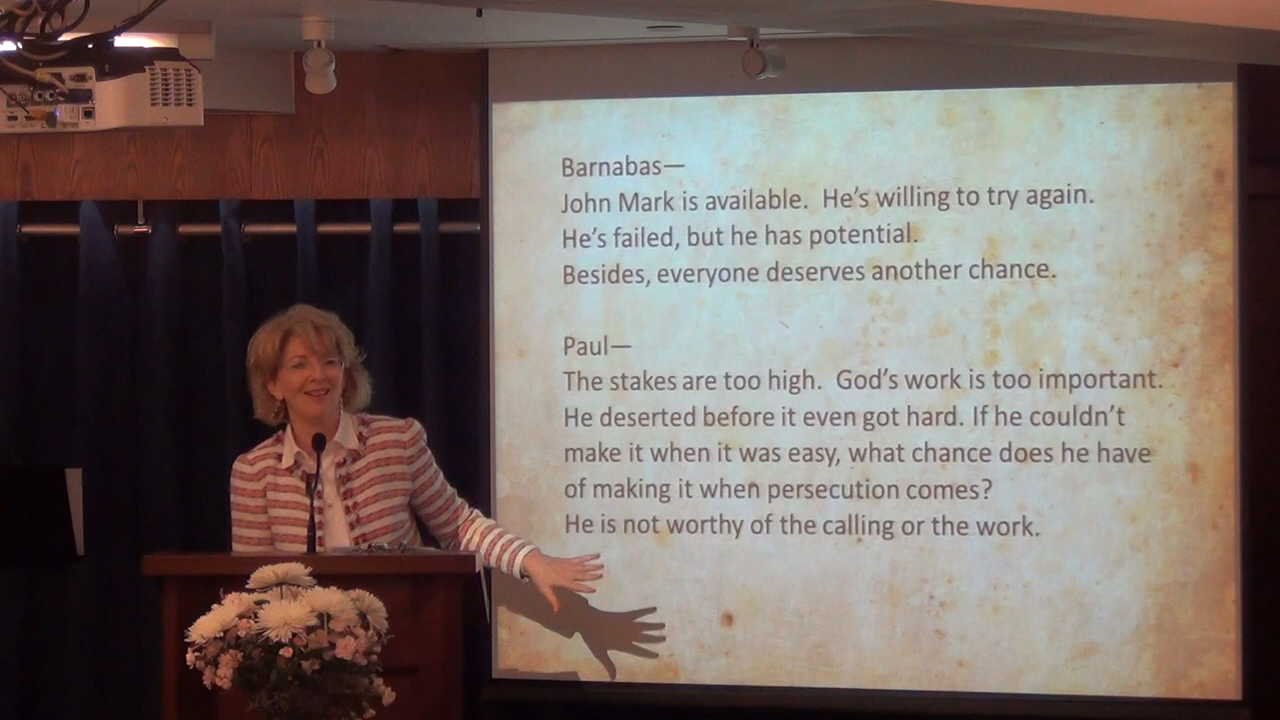 Barnabas—
John Mark is available.  He’s willing to try again.
He’s failed, but he has potential.
Besides, everyone deserves another chance.
Paul—
The stakes are too high.  God’s work is too important.
He deserted before it even got hard. If he couldn’t
make it when it was easy, what chance does he have
of making it when persecution comes?
He is not worthy of the calling or the work.